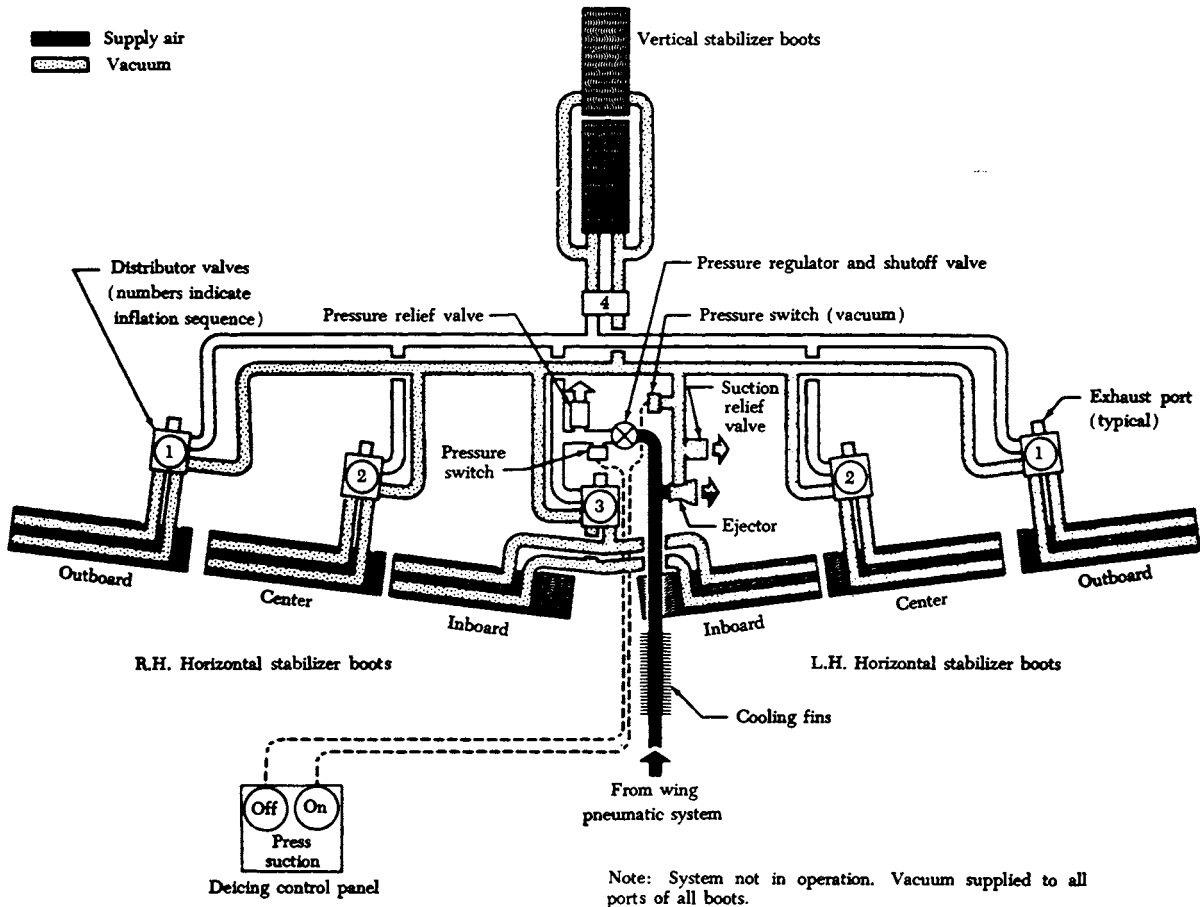 Supply air
Vacuum
Vertical stabilizer boots
Distributor valves
(numbers indicate
inflation sequence)
Pressure relief valve
4
Pressure regulator and shutoff valve
Pressure switch (vacuum)
Suction
relief
valve
Exhaust port
(typical)
1
2
Pressure
switch
3
Ejector
2
1
Outboard
Center
Inboard
Inboard
Center
Outboard
R.H. Horizontal stabilizer boots
L.H. Horizontal stabilizer boots
Cooling fins
From wing
pneumatic system
Off
On
Press
suction
Deicing control panel
Note: System not in operation. Vacuum supplied to all
ports of all boots.